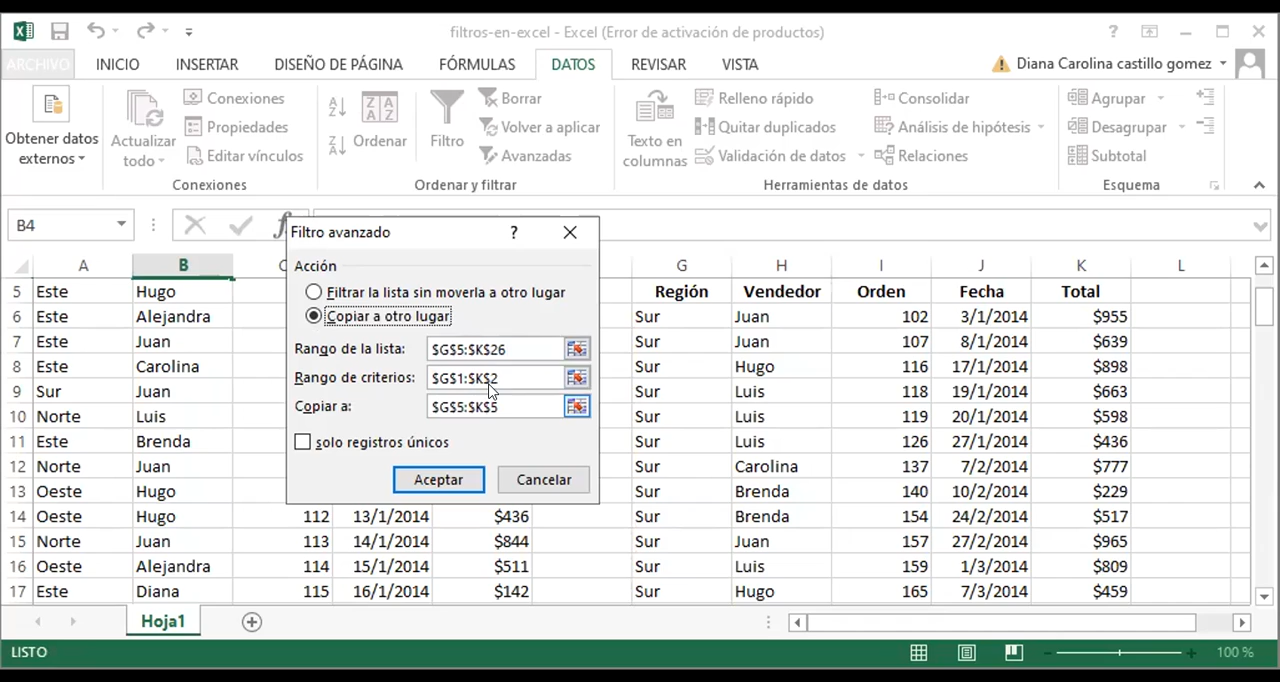 filtros-en-excel - Excel (Error de activación de productos)
ARCHIVO INICIO INSERTAR DISEÑO DE PÁGINA FÓRMULAS DATOS REVISAR VISTA Diana Carolina castillo gomez
Obtener datos externos
Actualizar todo
Conexiones
Propiedades
Editar vínculos
Conexiones
Ordenar
Filtro
Borrar
Volver a aplicar
Avanzadas
Ordenar y filtrar
Texto en columnas
Relleno rápido
Quitar duplicados
Validación de datos
Consolidar
Análisis de hipótesis
Relaciones
Herramientas de datos
Agrupar
Desagrupar
Subtotal
Esquema
B4
Filtro avanzado ? 
Acción
Filtrar la lista sin moverla a otro lugar
Copiar a otro lugar
Rango de la lista: $G$5:$K$26
Rango de criterios: $G$1:$K$2
Copiar a: $G$5:$K$5
solo registros únicos
Aceptar Cancelar
A B C G H I J K L
5 Este Hugo Región Vendedor Orden Fecha Total
6 Este Alejandra Sur Juan 102 3/1/2014 $955
7 Este Juan Sur Juan 107 8/1/2014 $639
8 Este Carolina Sur Hugo 116 17/1/2014 $898
9 Sur Juan Sur Luis 118 19/1/2014 $663
10 Norte Luis Sur Luis 119 20/1/2014 $598
11 Este Brenda Sur Luis 126 27/1/2014 $436
12 Norte Juan Sur Carolina 137 7/2/2014 $777
13 Oeste Hugo Sur Brenda 140 10/2/2014 $229
14 Oeste Hugo 112 13/1/2014 $436 Sur Brenda 154 24/2/2014 $517
15 Norte Juan 113 14/1/2014 $844 Sur Juan 157 27/2/2014 $965
16 Oeste Alejandra 114 15/1/2014 $511 Sur Luis 159 1/3/2014 $809
17 Este Diana 115 16/1/2014 $142 Sur Hugo 165 7/3/2014 $459
Hoja1
LISTO 100 %